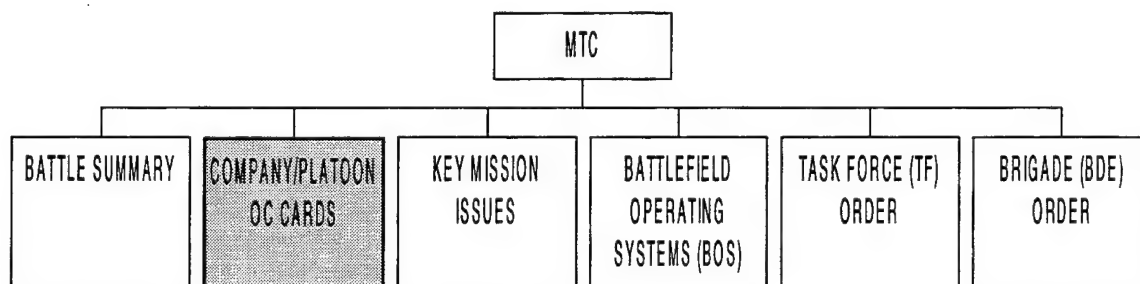 MTC
BATTLE SUMMARY
COMPANY/PLATOON
OC CARDS
KEY MISSION
ISSUES
BATTLEFIELD
OPERATING
SYSTEMS (BOS)
TASK FORCE (TF)
ORDER
BRIGADE (BDE)
ORDER